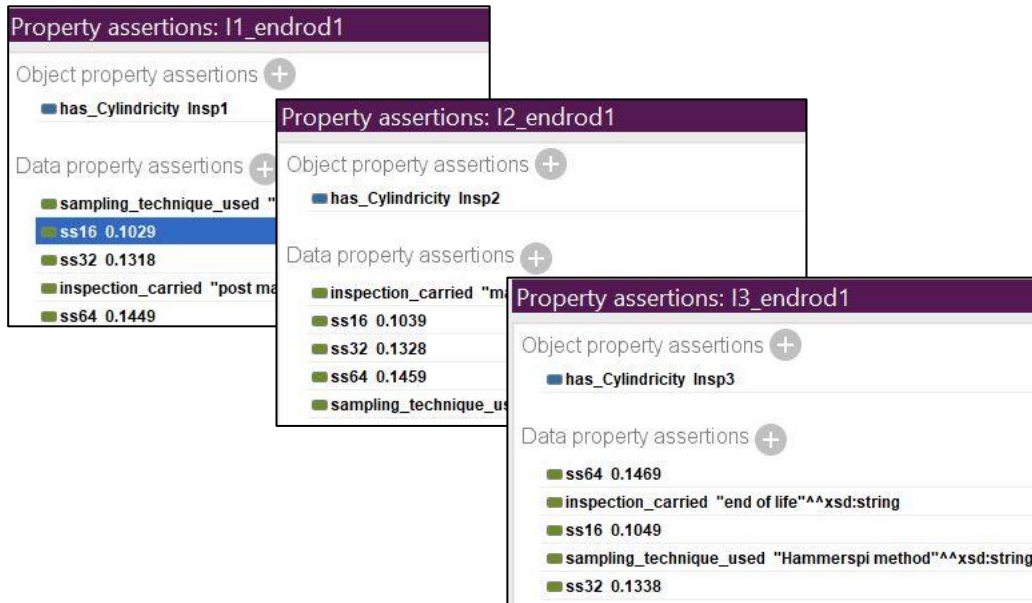 Property assertions: I1_endrod1
Object property assertions
has_Cylindricity Insp1
Data property assertions
sampling_technique_used "
ss16 0.1029
ss32 0.1318
inspection_carried "post ma
ss64 0.1449
Property assertions: I2_endrod1
Object property assertions
has_Cylindricity Insp2
Data property assertions
inspection_carried "ma
ss16 0.1039
ss32 0.1328
ss64 0.1459
sampling_technique_us
Property assertions: I3_endrod1
Object property assertions
has_Cylindricity Insp3
Data property assertions
ss64 0.1469
inspection_carried "end of life"^^xsd:string
ss16 0.1049
sampling_technique_used "Hammerspi method"^^xsd:string
ss32 0.1338